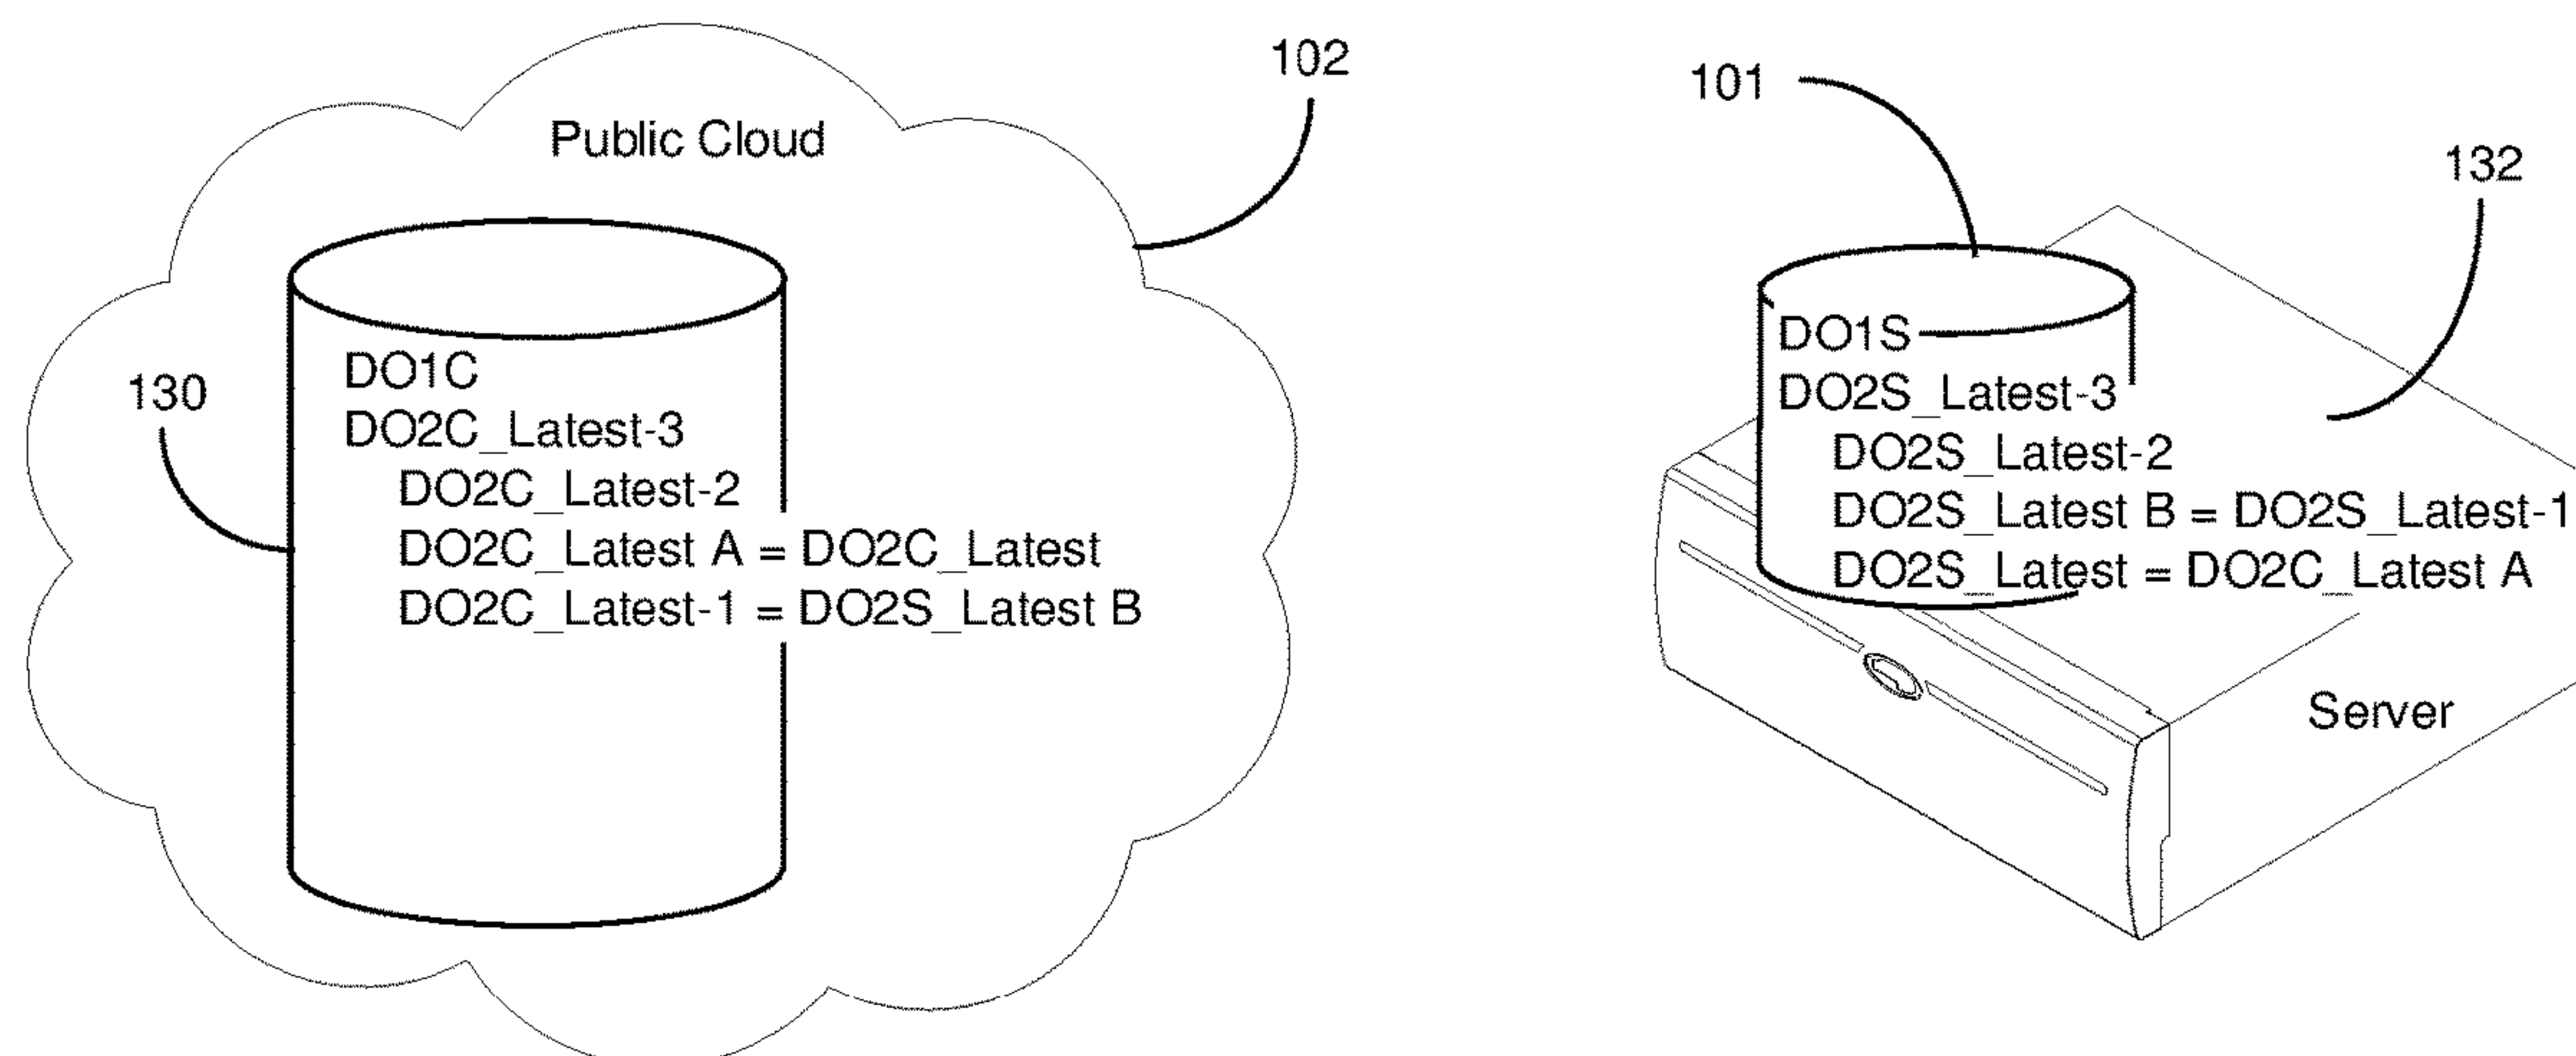 102
Public Cloud
130
DO1C
DO2C_Latest-3
DO2C_Latest-2
DO2C_Latest A = DO2C_Latest
DO2C_Latest-1 = DO2S_Latest B
101
132
DO1S
DO2S_Latest-3
DO2S_Latest-2
DO2S_Latest B = DO2S_Latest-1
DO2S_Latest = DO2C_Latest A
Server